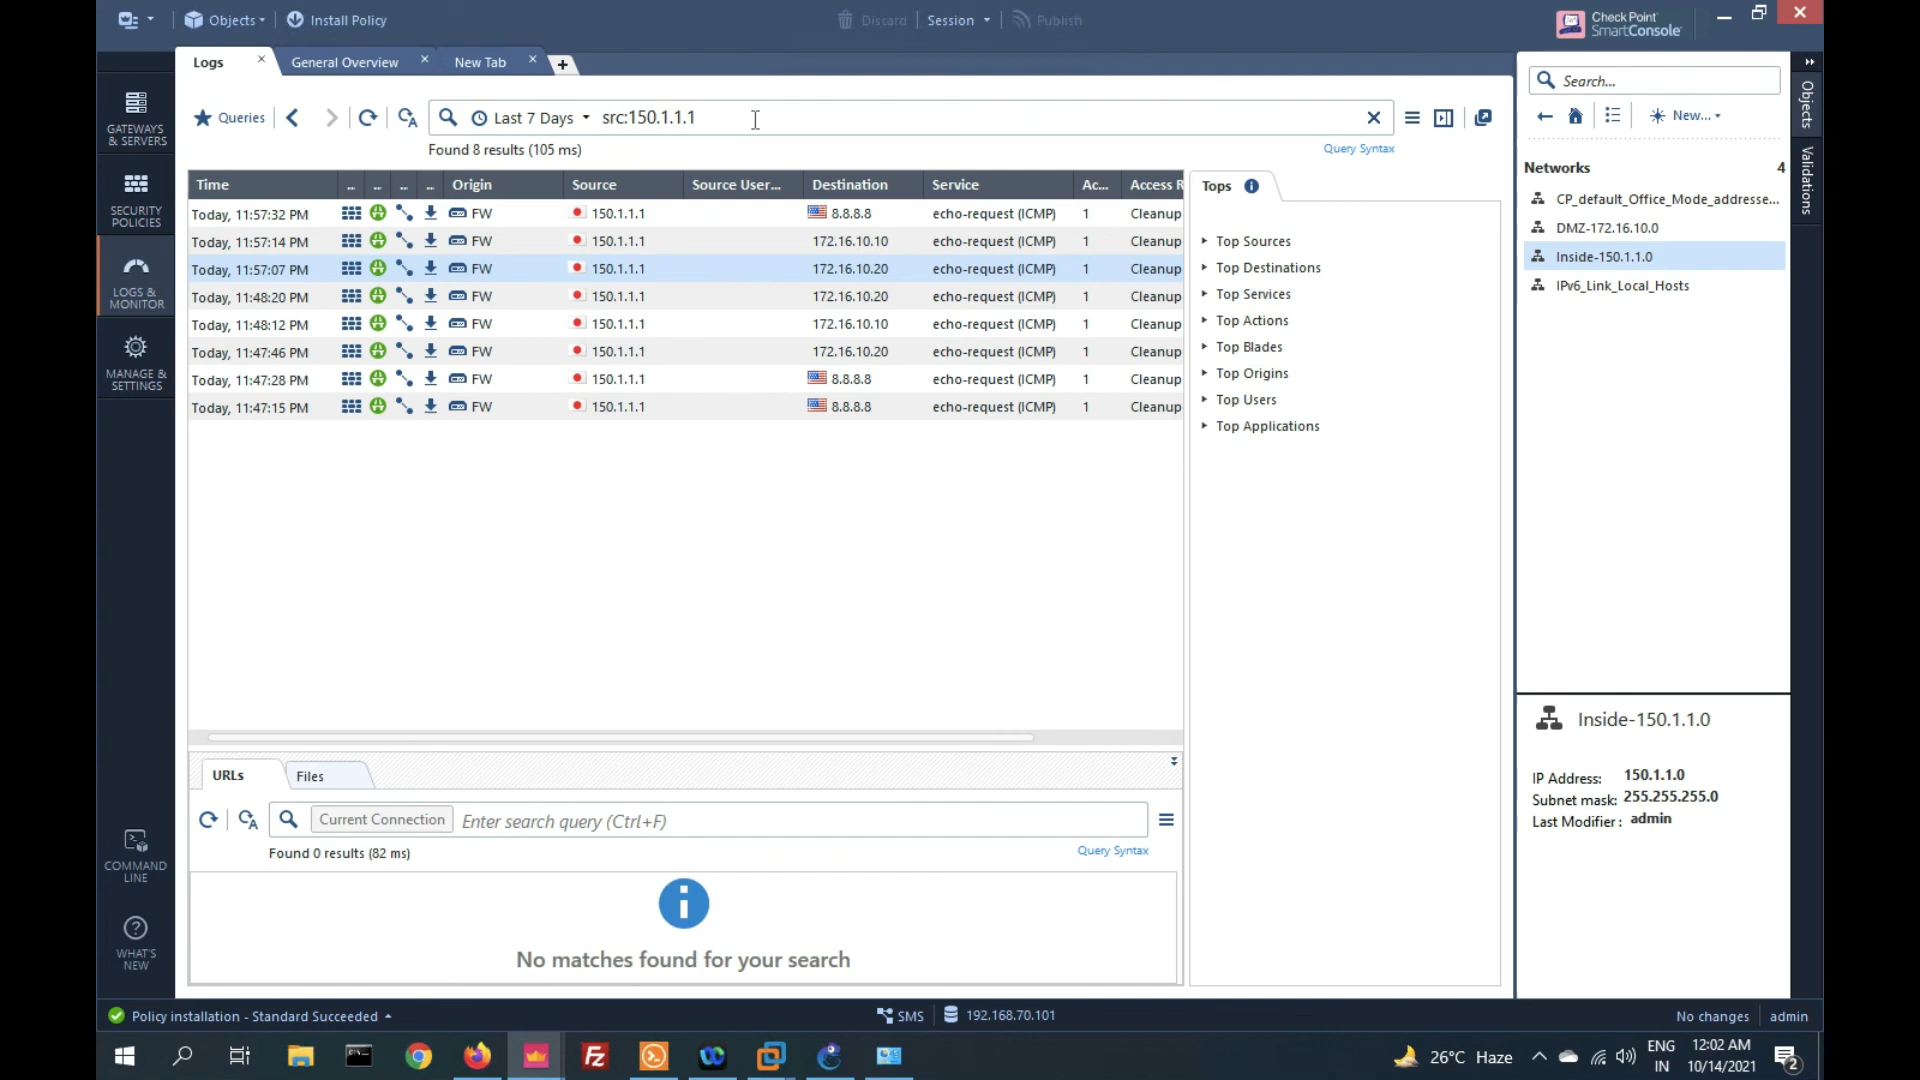 Objects
Install Policy
Discard
Session
Publish
Check Point
SmartConsole
Logs
General Overview
New Tab
Queries
Last 7 Days
src:150.1.1.1
Found 8 results (105 ms)
Query Syntax
Time ... ... ... ... Origin Source Source User... Destination Service Ac... Access R
Today, 11:57:32 PM FW 150.1.1.1 8.8.8.8 echo-request (ICMP) 1 Cleanup
Today, 11:57:14 PM FW 150.1.1.1 172.16.10.10 echo-request (ICMP) 1 Cleanup
Today, 11:57:07 PM FW 150.1.1.1 172.16.10.20 echo-request (ICMP) 1 Cleanup
Today, 11:48:20 PM FW 150.1.1.1 172.16.10.20 echo-request (ICMP) 1 Cleanup
Today, 11:48:12 PM FW 150.1.1.1 172.16.10.10 echo-request (ICMP) 1 Cleanup
Today, 11:47:46 PM FW 150.1.1.1 172.16.10.20 echo-request (ICMP) 1 Cleanup
Today, 11:47:28 PM FW 150.1.1.1 8.8.8.8 echo-request (ICMP) 1 Cleanup
Today, 11:47:15 PM FW 150.1.1.1 8.8.8.8 echo-request (ICMP) 1 Cleanup
Tops
Top Sources
Top Destinations
Top Services
Top Actions
Top Blades
Top Origins
Top Users
Top Applications
GATEWAYS
& SERVERS
SECURITY
POLICIES
LOGS &
MONITOR
MANAGE &
SETTINGS
COMMAND
LINE
WHAT'S
NEW
URLs
Files
Current Connection
Enter search query (Ctrl+F)
Found 0 results (82 ms)
Query Syntax
No matches found for your search
Search...
New...
Networks 4
CP_default_Office_Mode_addresse...
DMZ-172.16.10.0
Inside-150.1.1.0
IPv6_Link_Local_Hosts
Objects
Validations
Inside-150.1.1.0
IP Address: 150.1.1.0
Subnet mask: 255.255.255.0
Last Modifier : admin
Policy installation - Standard Succeeded
SMS
192.168.70.101
No changes
admin
26°C Haze
ENG
IN
12:02 AM
10/14/2021
2